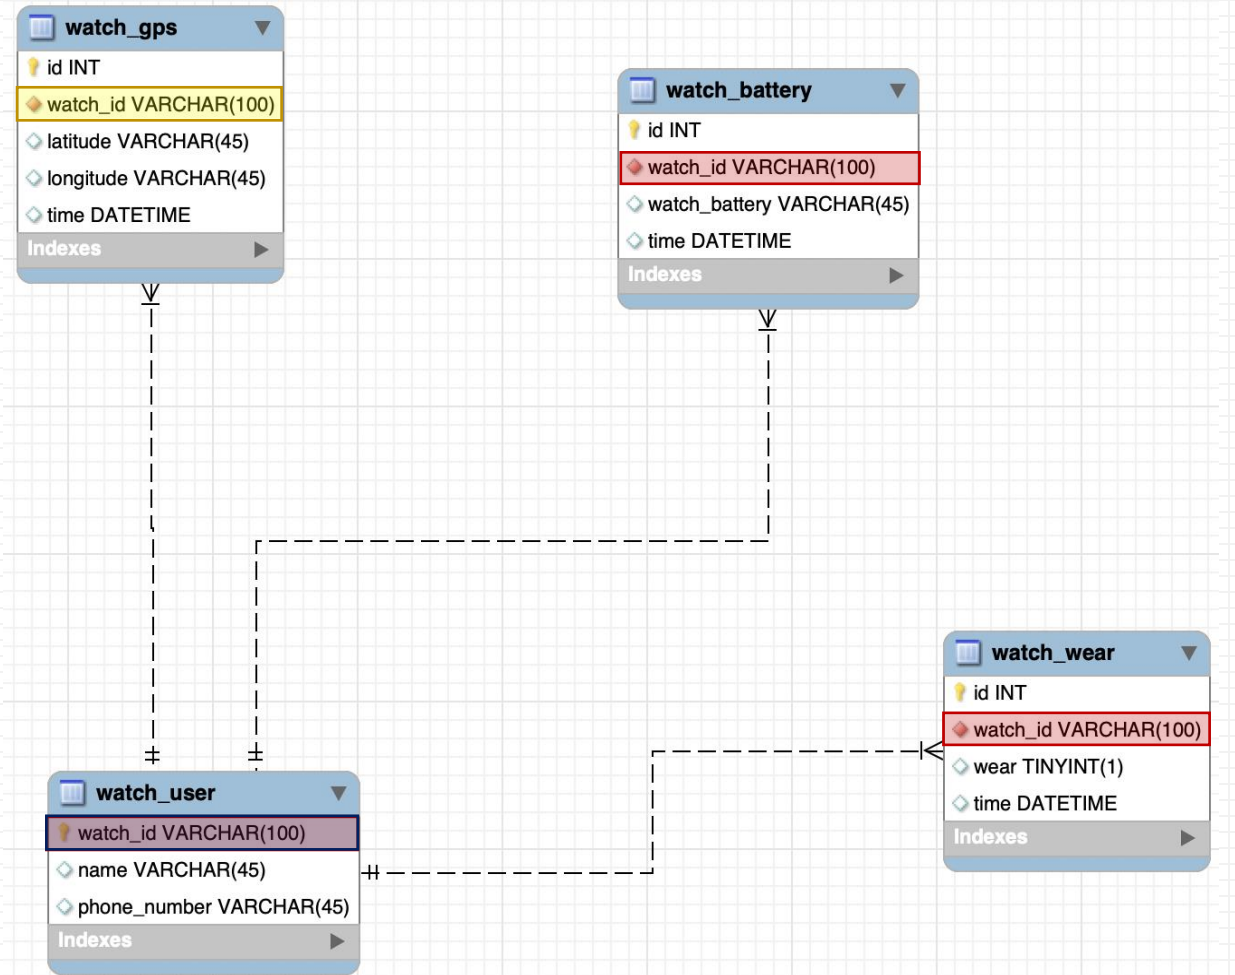 watch_gps
id INT
watch_id VARCHAR(100)
latitude VARCHAR(45)
longitude VARCHAR(45)
time DATETIME
Indexes
watch_battery
id INT
watch_id VARCHAR(100)
watch_battery VARCHAR(45)
time DATETIME
Indexes
watch_wear
id INT
watch_id VARCHAR(100)
wear TINYINT(1)
time DATETIME
Indexes
watch_user
watch_id VARCHAR(100)
name VARCHAR(45)
phone_number VARCHAR(45)
Indexes